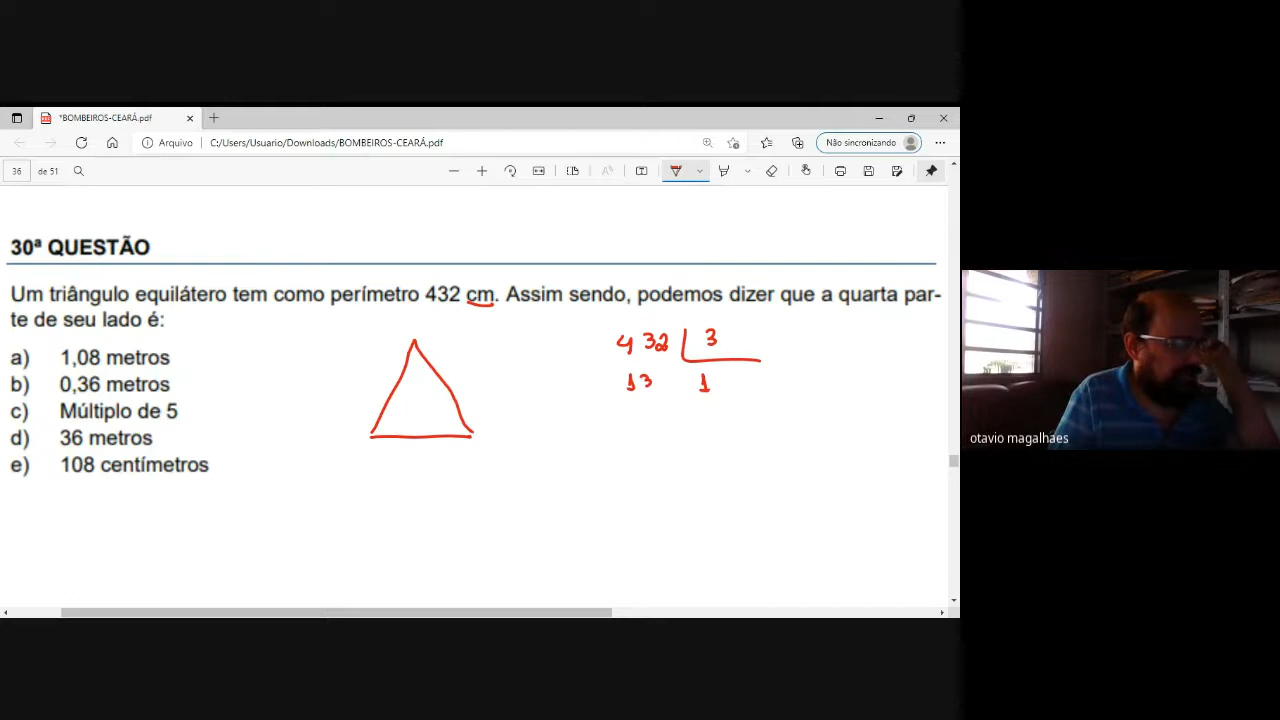 *BOMBEIROS-CEARÁ.pdf
Arquivo C:/Users/Usuario/Downloads/BOMBEIROS-CEARÁ.pdf
Não sincronizando
36 de 51
30ª QUESTÃO
Um triângulo equilátero tem como perímetro 432 cm. Assim sendo, podemos dizer que a quarta par-
te de seu lado é:
a) 1,08 metros
b) 0,36 metros
c) Múltiplo de 5
d) 36 metros
e) 108 centímetros
432 3
13 1
otavio magalhaes